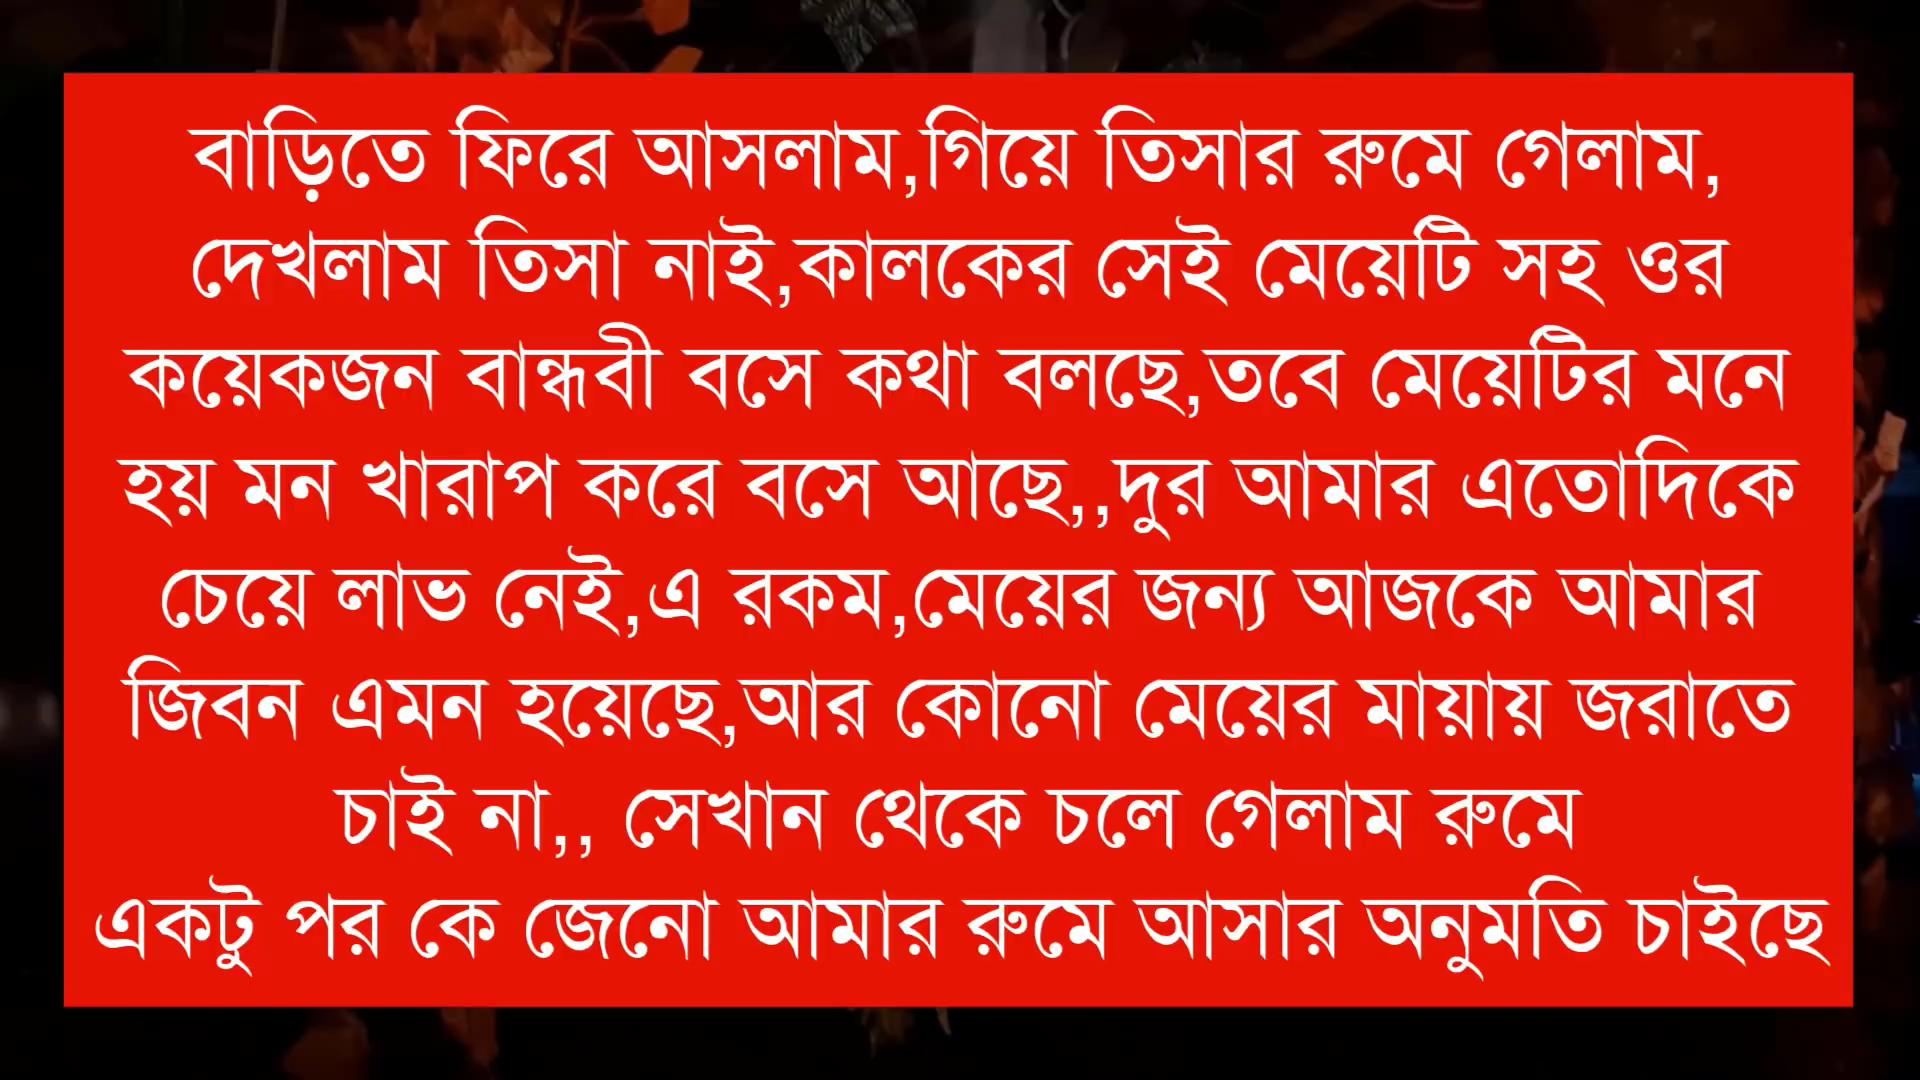 বাড়িতে ফিরে আসলাম,গিয়ে তিসার রুমে গেলাম,
দেখলাম তিসা নাই,কালকের সেই মেয়েটি সহ ওর
কয়েকজন বান্ধবী বসে কথা বলছে,তবে মেয়েটির মনে
হয় মন খারাপ করে বসে আছে,,দুর আমার এতোদিকে
চেয়ে লাভ নেই,এ রকম,মেয়ের জন্য আজকে আমার
জিবন এমন হয়েছে,আর কোনো মেয়ের মায়ায় জরাতে
চাই না,, সেখান থেকে চলে গেলাম রুমে
একটু পর কে জেনো আমার রুমে আসার অনুমতি চাইছে